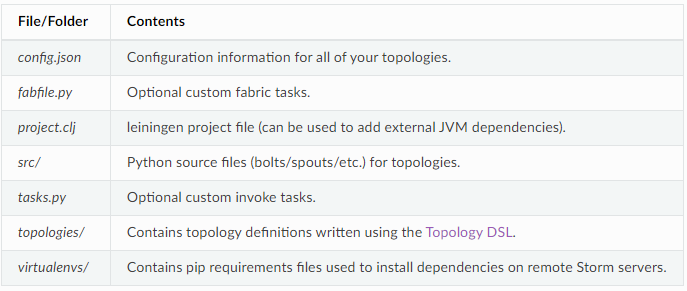 File/Folder Contents
config.json Configuration information for all of your topologies.
fabfile.py Optional custom fabric tasks.
project.clj leiningen project file (can be used to add external JVM dependencies).
src/ Python source files (bolts/spouts/etc.) for topologies.
tasks.py Optional custom invoke tasks.
topologies/ Contains topology definitions written using the Topology DSL.
virtualenvs/ Contains pip requirements files used to install dependencies on remote Storm servers.